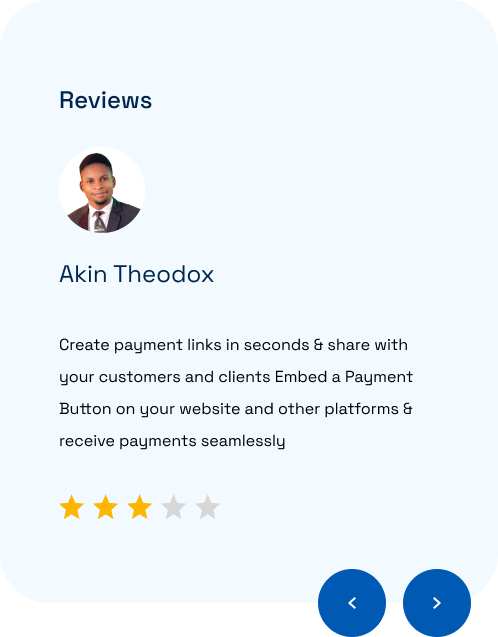 Reviews
Akin Theodox
Create payment links in seconds & share with
your customers and clients Embed a Payment
Button on your website and other platforms &
receive payments seamlessly